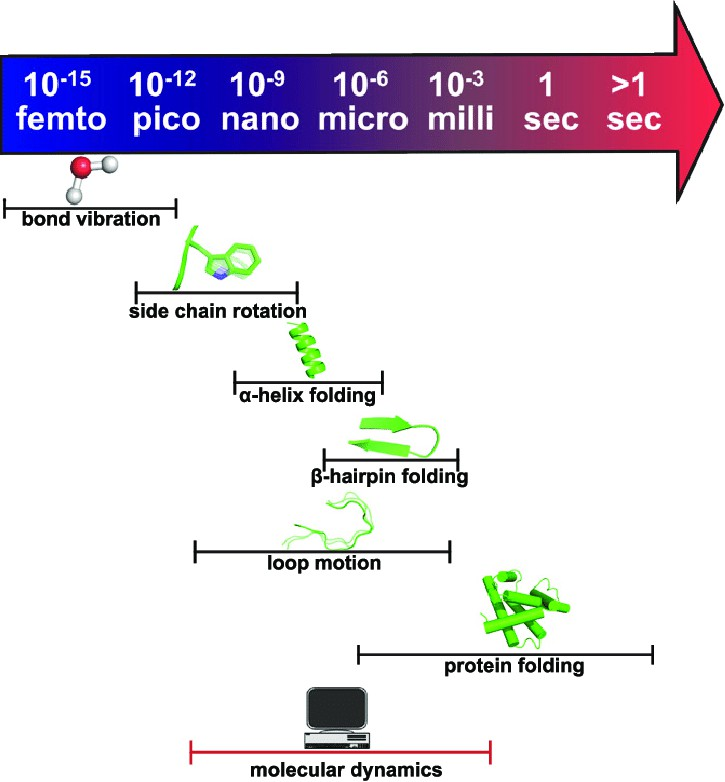 10-15 10-12 10-9 10-6 10-3 1 >1
femto pico nano micro milli sec sec
bond vibration
side chain rotation
α-helix folding
β-hairpin folding
loop motion
protein folding
molecular dynamics